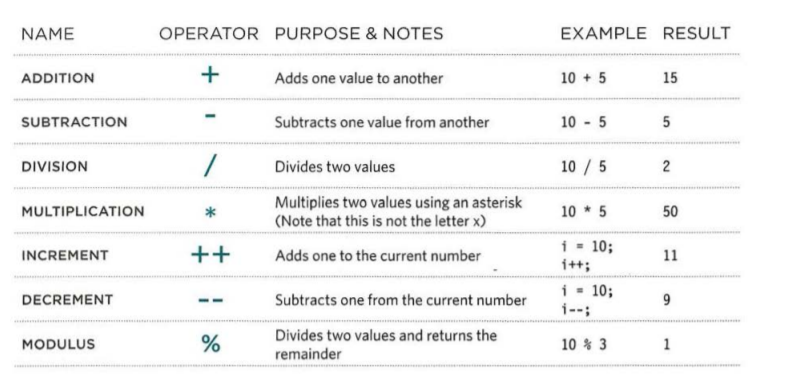 NAME OPERATOR PURPOSE & NOTES EXAMPLE RESULT
ADDITION + Adds one value to another 10 + 5 15
SUBTRACTION - Subtracts one value from another 10 - 5 5
DIVISION / Divides two values 10 / 5 2
MULTIPLICATION * Multiplies two values using an asterisk
(Note that this is not the letter x) 10 * 5 50
INCREMENT ++ Adds one to the current number i = 10;
i++; 11
DECREMENT -- Subtracts one from the current number i = 10;
i--; 9
MODULUS % Divides two values and returns the
remainder 10 % 3 1